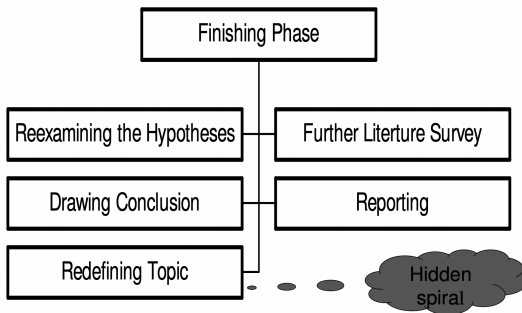 Finishing Phase
Reexamining the Hypotheses
Further Literture Survey
Drawing Conclusion
Reporting
Redefining Topic
Hidden
spiral